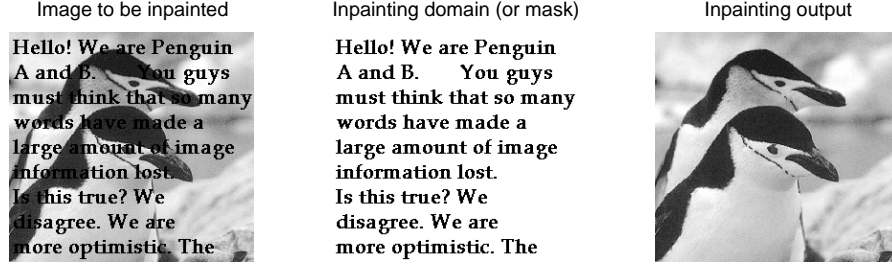 Image to be inpainted
Hello! We are Penguin
A and B. You guys
must think that so many
words have made a
large amount of image
information lost.
Is this true? We
disagree. We are
more optimistic. The
Inpainting domain (or mask)
Hello! We are Penguin
A and B. You guys
must think that so many
words have made a
large amount of image
information lost.
Is this true? We
disagree. We are
more optimistic. The
Inpainting output